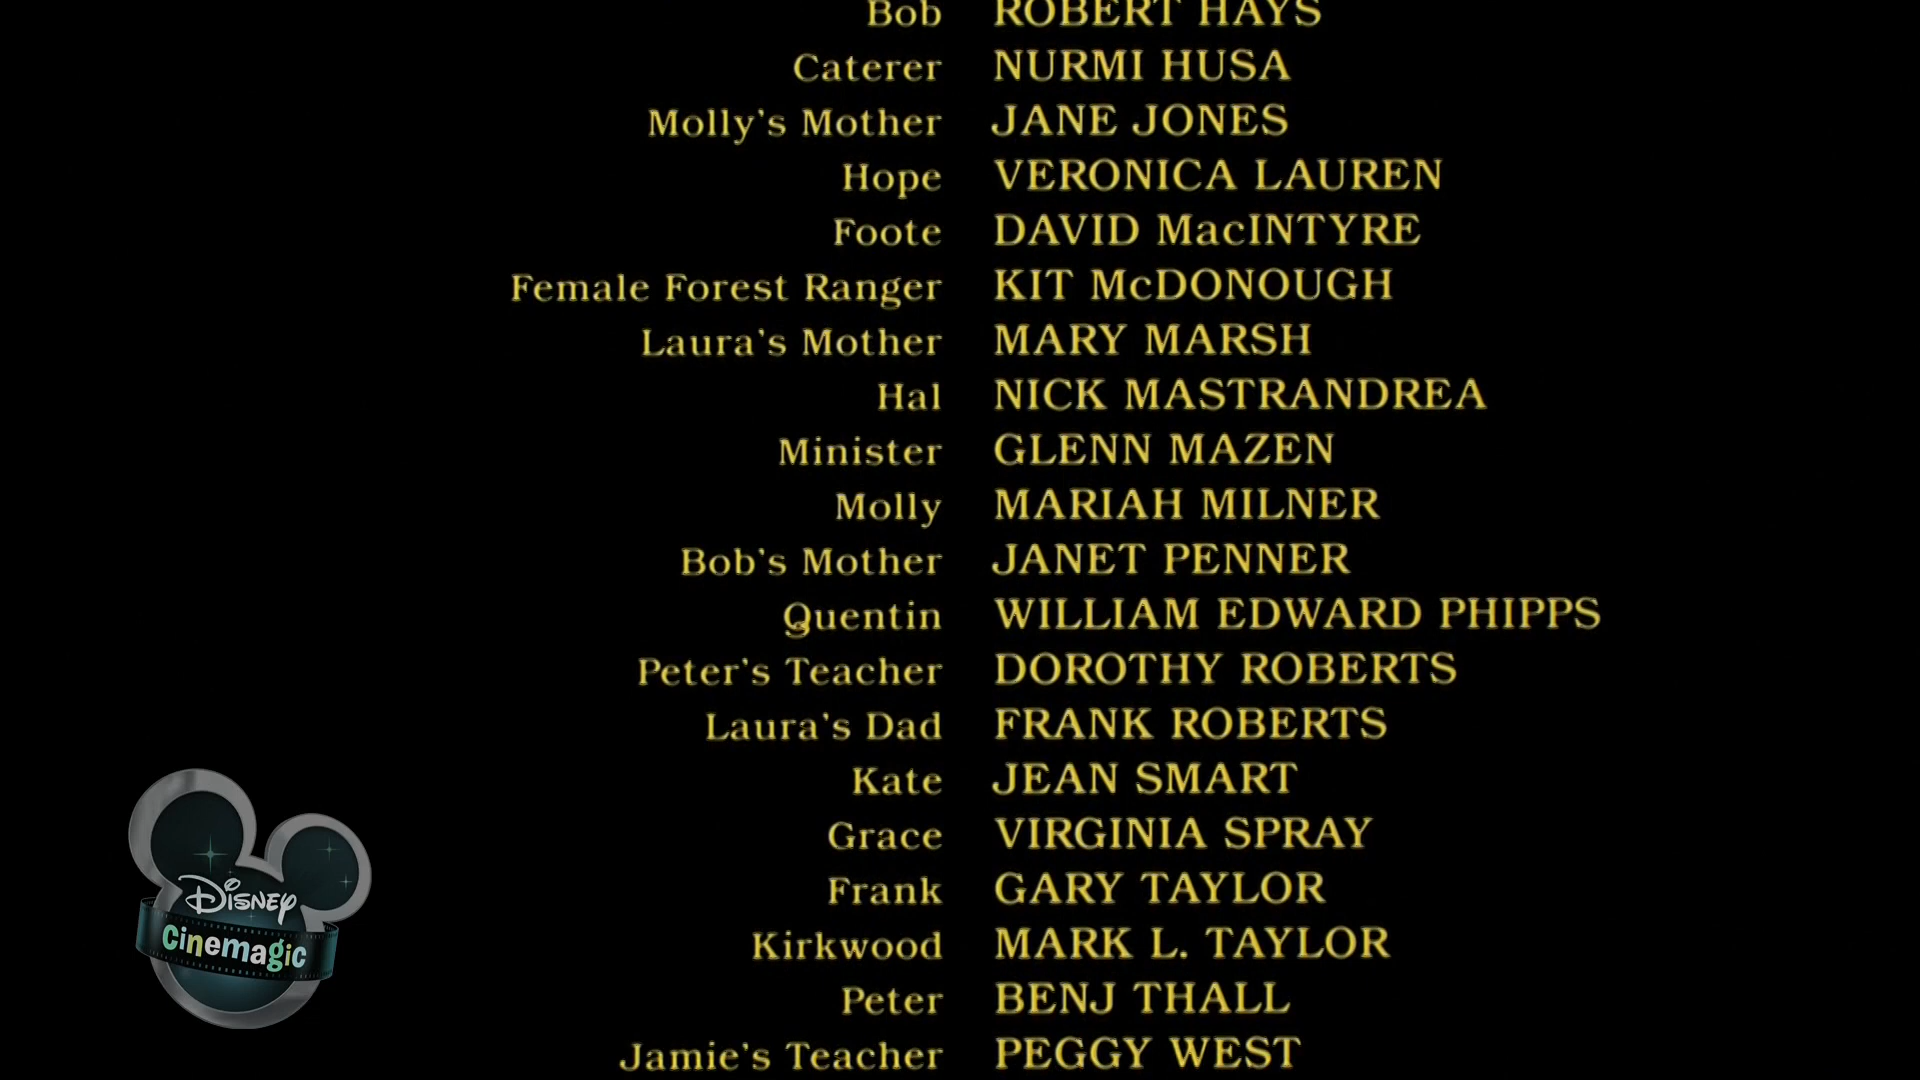 Bob ROBERT HAYS
Caterer NURMI HUSA
Molly's Mother JANE JONES
Hope VERONICA LAUREN
Foote DAVID MacINTYRE
Female Forest Ranger KIT McDONOUGH
Laura's Mother MARY MARSH
Hal NICK MASTRANDREA
Minister GLENN MAZEN
Molly MARIAH MILNER
Bob's Mother JANET PENNER
Quentin WILLIAM EDWARD PHIPPS
Peter's Teacher DOROTHY ROBERTS
Laura's Dad FRANK ROBERTS
Kate JEAN SMART
Grace VIRGINIA SPRAY
Frank GARY TAYLOR
Kirkwood MARK L. TAYLOR
Peter BENJ THALL
Jamie's Teacher PEGGY WEST
DISNEY
Cinemagic